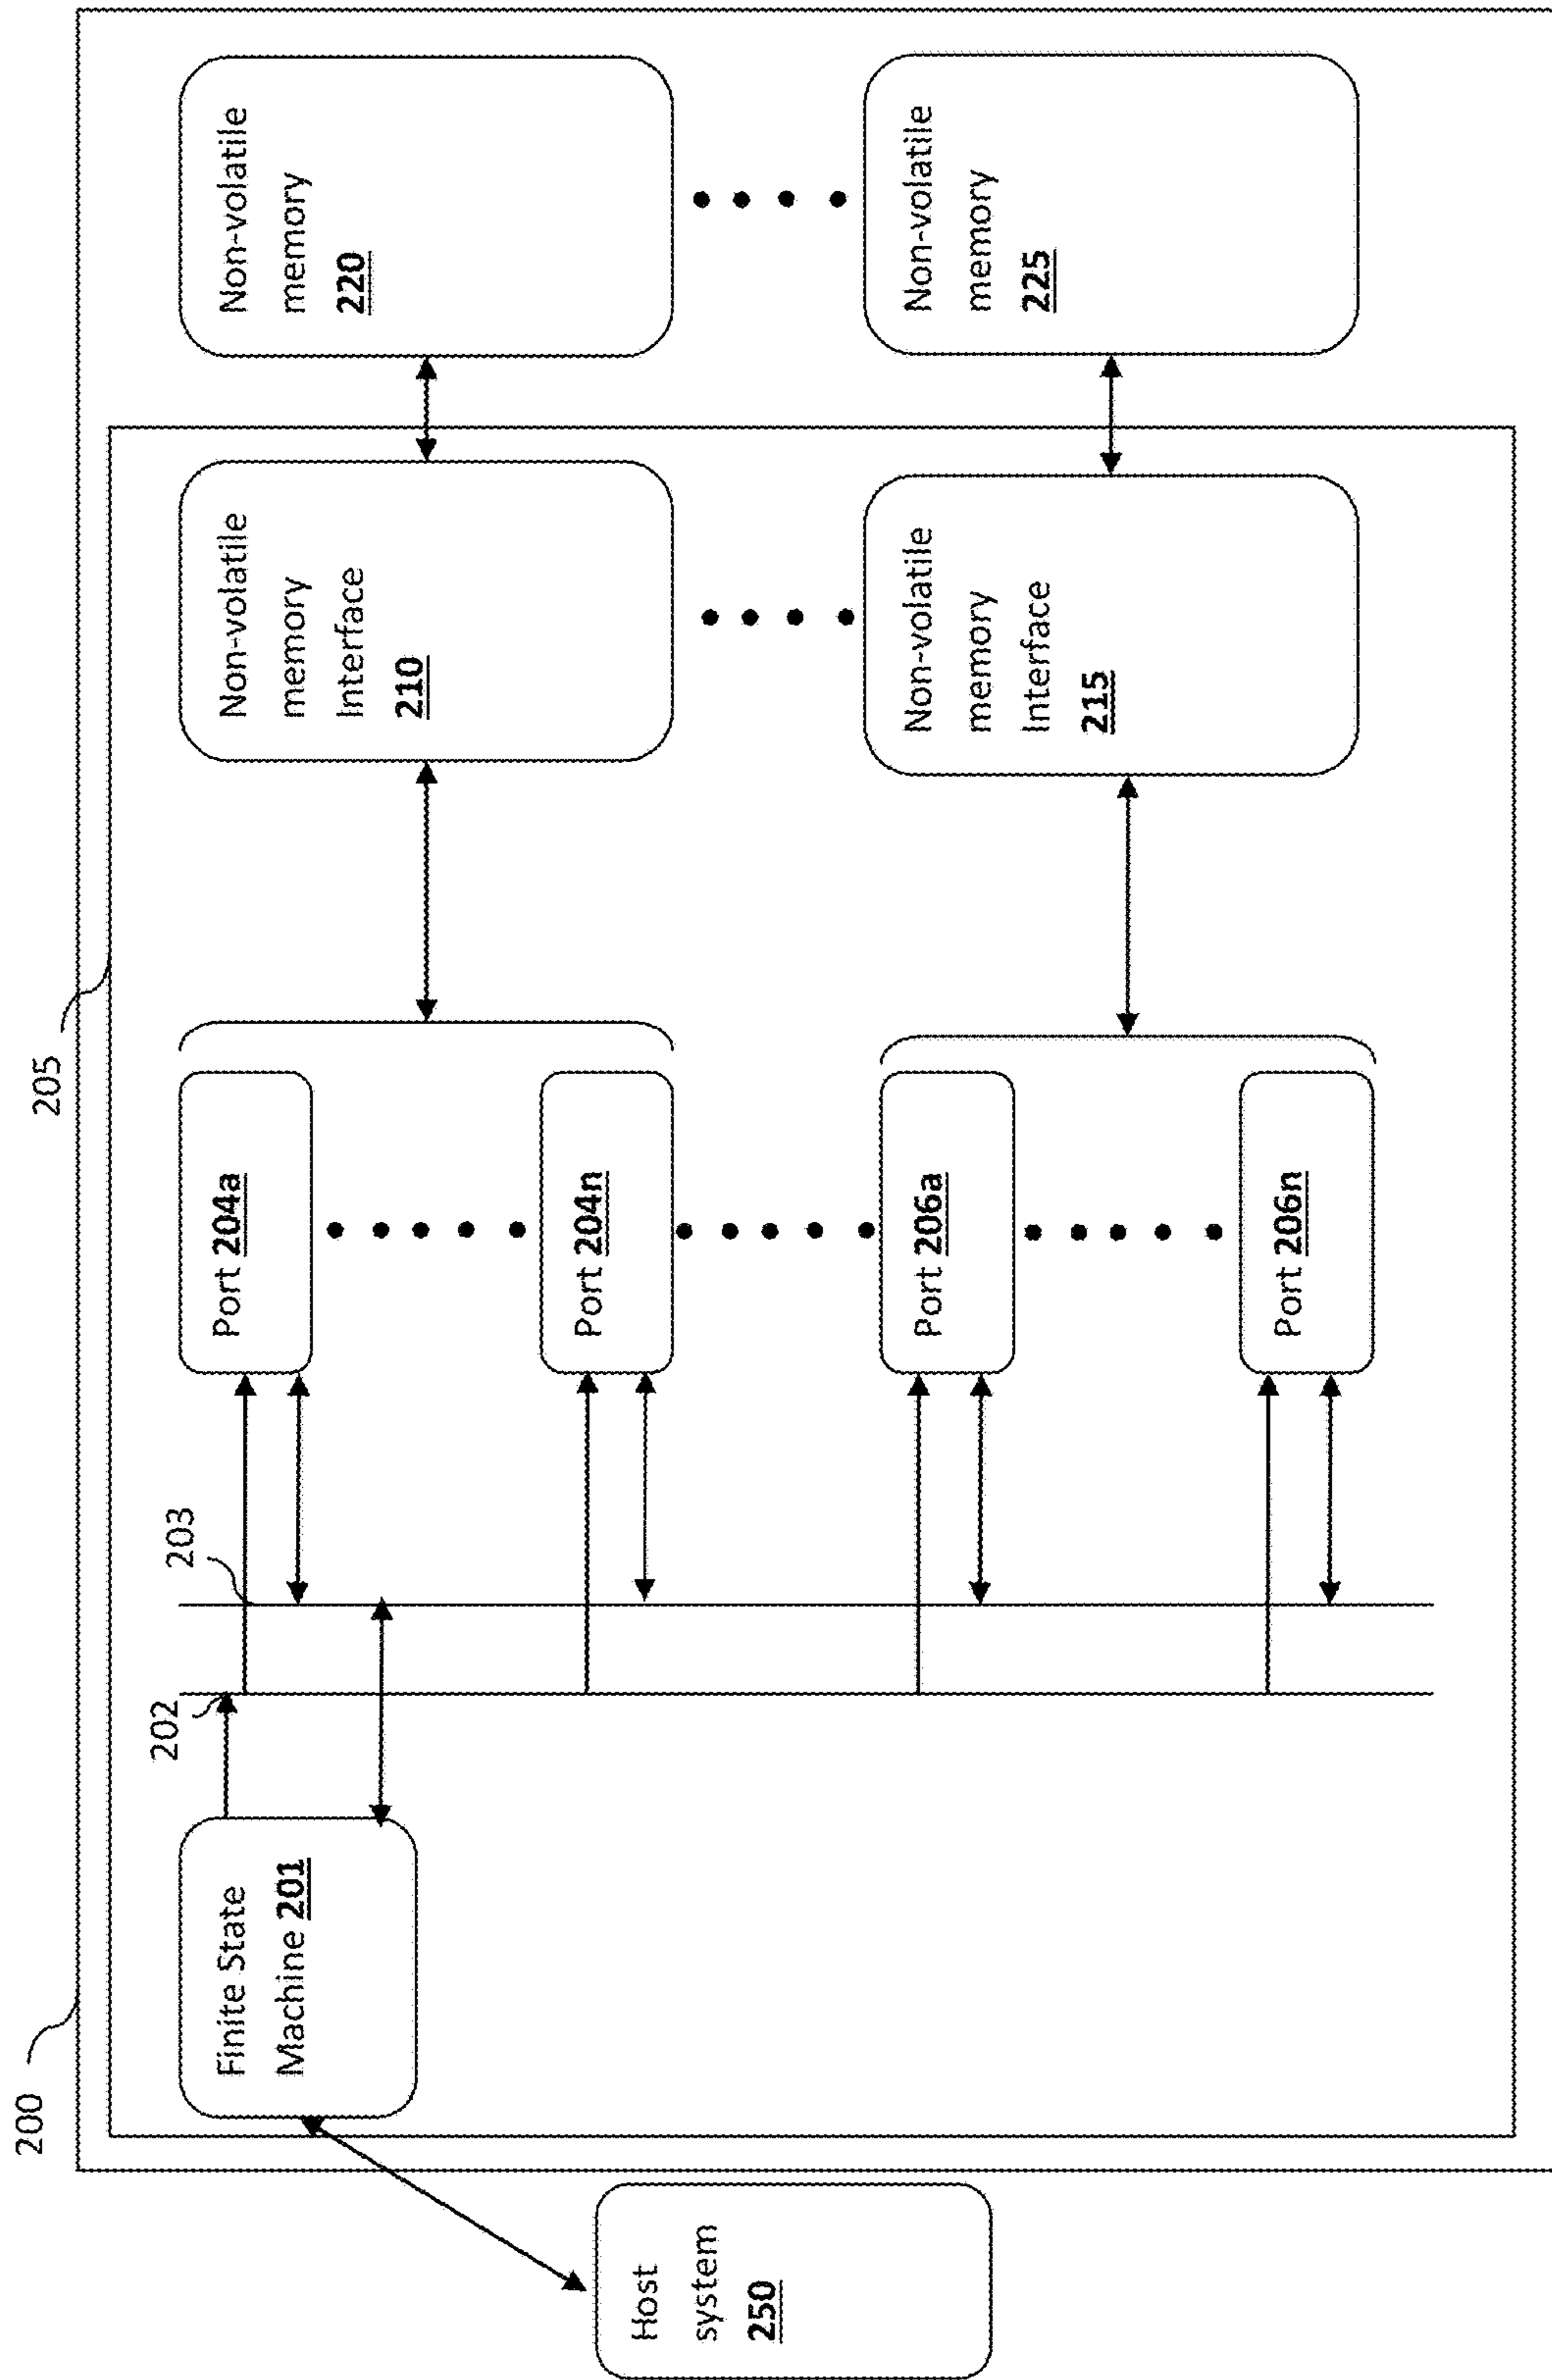 200
205
Finite State
Machine 201
202
203
Port 204a
Port 204n
Port 206a
Port 206n
Non-volatile
memory
Interface
210
Non-volatile
memory
Interface
215
Non-volatile
memory
220
Non-volatile
memory
225
Host
system
250